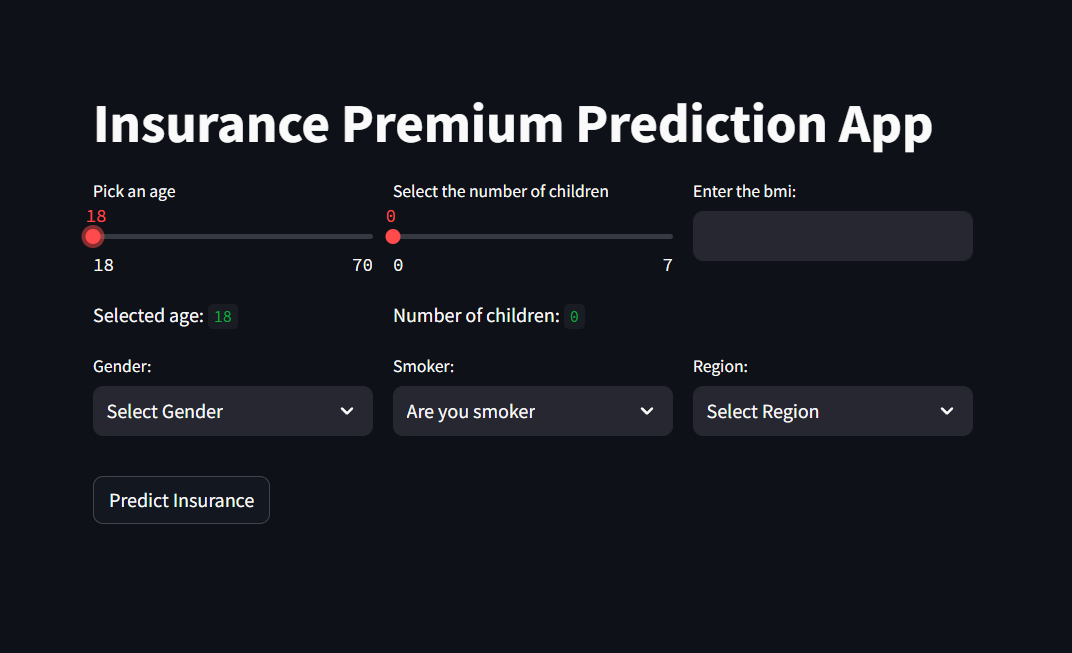 Insurance Premium Prediction App
Pick an age
Select the number of children
Enter the bmi:
18
0
18 70
0 7
Selected age: 18
Number of children: 0
Gender:
Smoker:
Region:
Select Gender
Are you smoker
Select Region
Predict Insurance